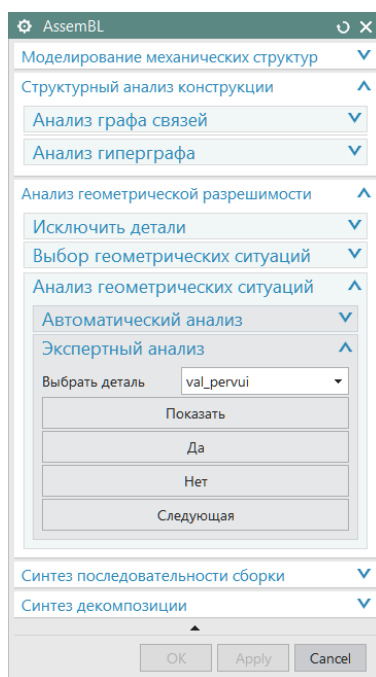 AssemBL
Моделирование механических структур
Структурный анализ конструкции
Анализ графа связей
Анализ гиперграфа
Анализ геометрической разрешимости
Исключить детали
Выбор геометрических ситуаций
Анализ геометрических ситуаций
Автоматический анализ
Экспертный анализ
Выбрать деталь val_pervui
Показать
Да
Нет
Следующая
Синтез последовательности сборки
Синтез декомпозиции
OK Apply Cancel